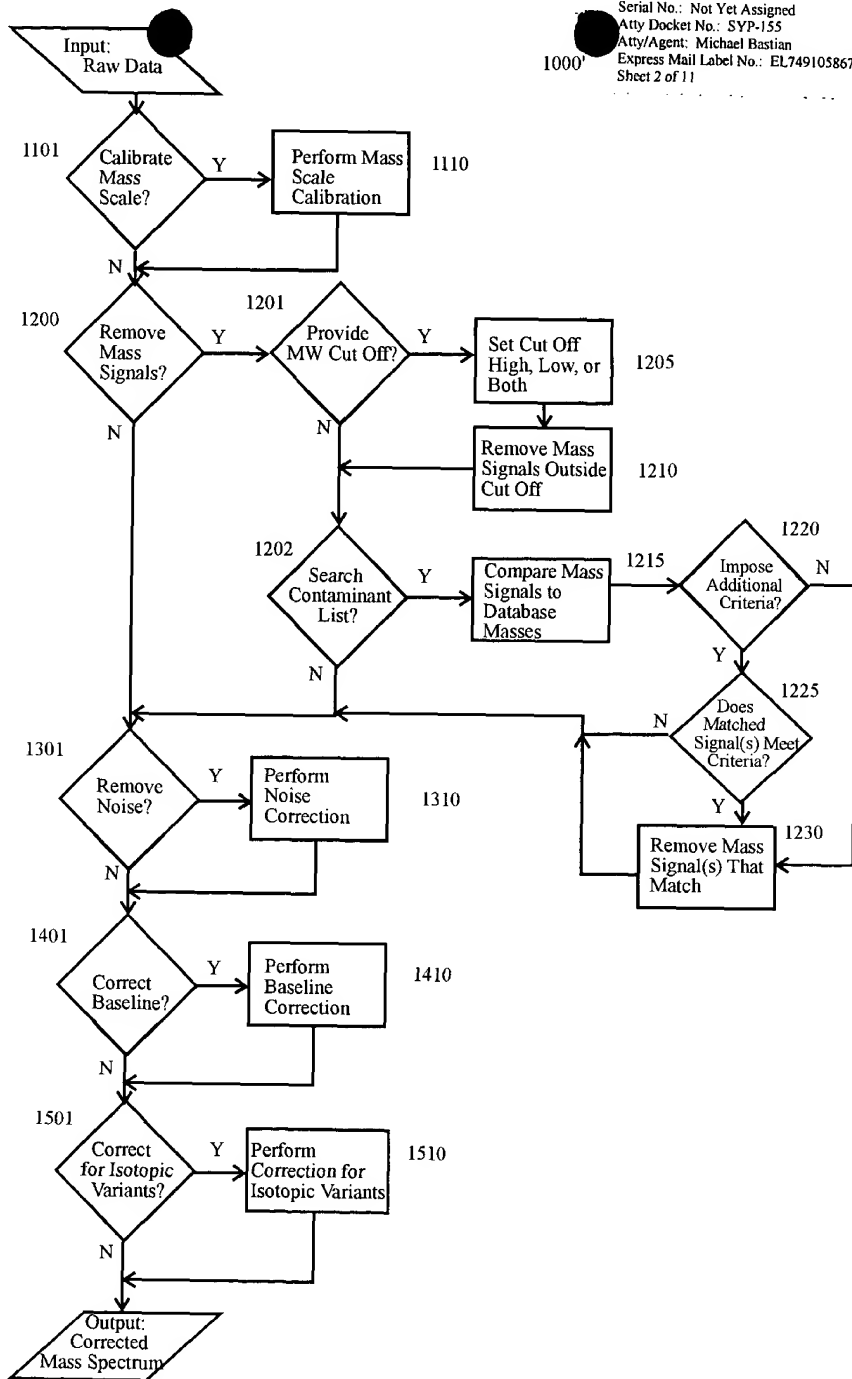 Serial No.: Not Yet Assigned
Atty Docket No.: SYP-155
Atty/Agent: Michael Bastian
Express Mail Label No.: EL749105867
Sheet 2 of 11
1000'
Input:
Raw Data
1101
Calibrate
Mass
Scale?
Y
Perform Mass
Scale
Calibration
1110
N
1200
Remove
Mass
Signals?
Y
1201
Provide
MW Cut Off?
Y
Set Cut Off
High, Low, or
Both
1205
N
N
Remove Mass
Signals Outside
Cut Off
1210
1202
Search
Contaminant
List?
Y
Compare Mass
Signals to
Database
Masses
1215
1220
Impose
Additional
Criteria?
N
Y
N
1225
Does
Matched
Signal(s) Meet
Criteria?
N
Y
1230
Remove Mass
Signal(s) That
Match
1301
Remove
Noise?
Y
Perform
Noise
Correction
1310
N
1401
Correct
Baseline?
Y
Perform
Baseline
Correction
1410
N
1501
Correct
for Isotopic
Variants?
Y
Perform
Correction for
Isotopic Variants
1510
N
Output:
Corrected
Mass Spectrum